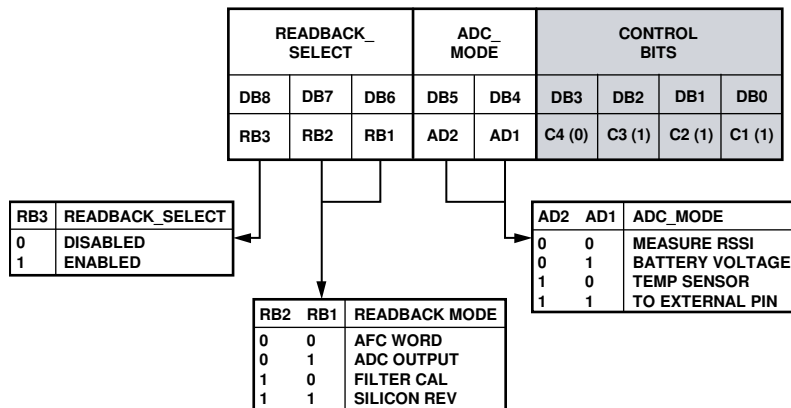 READBACK_ SELECT ADC_ MODE CONTROL BITS
DB8 DB7 DB6 DB5 DB4 DB3 DB2 DB1 DB0
RB3 RB2 RB1 AD2 AD1 C4 (0) C3 (1) C2 (1) C1 (1)
RB3 READBACK_SELECT
0 DISABLED
1 ENABLED
AD2 AD1 ADC_MODE
0 0 MEASURE RSSI
0 1 BATTERY VOLTAGE
1 0 TEMP SENSOR
1 1 TO EXTERNAL PIN
RB2 RB1 READBACK MODE
0 0 AFC WORD
0 1 ADC OUTPUT
1 0 FILTER CAL
1 1 SILICON REV